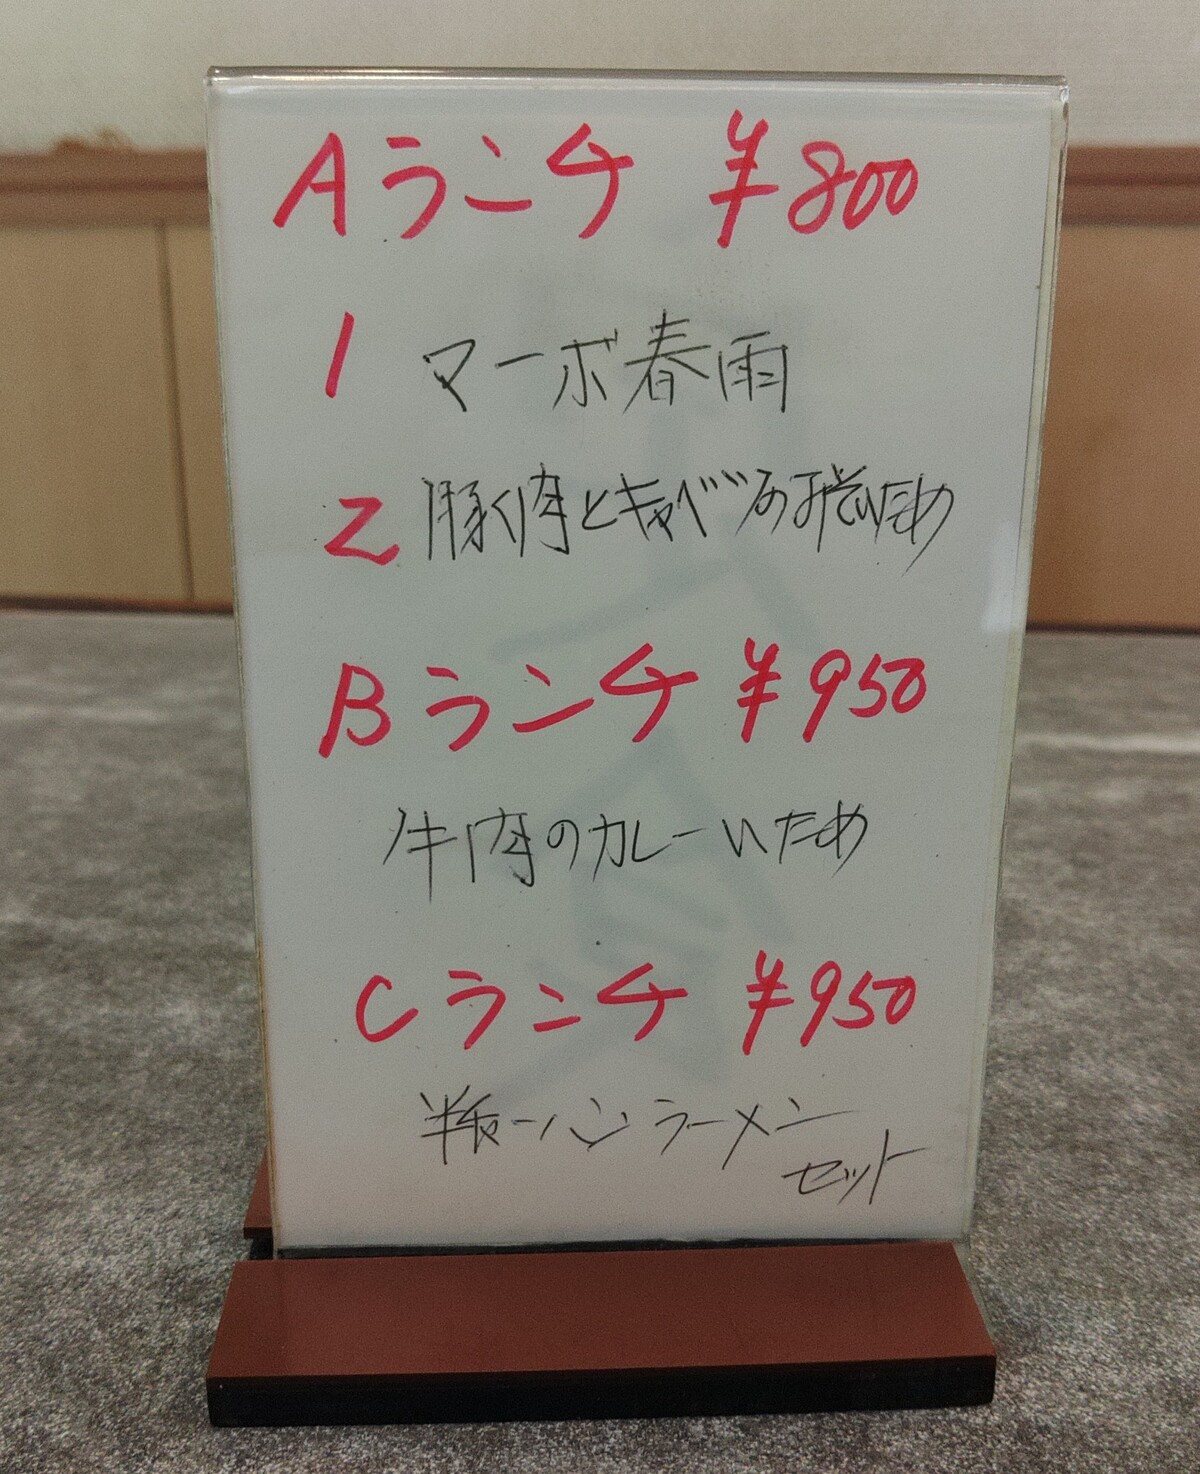 Aランチ ¥800
1 マーボ春雨
2 豚肉とキャベツのみそいため
Bランチ ¥950
牛肉のカレーいため
Cランチ ¥950
半チャーハンラーメン
セット